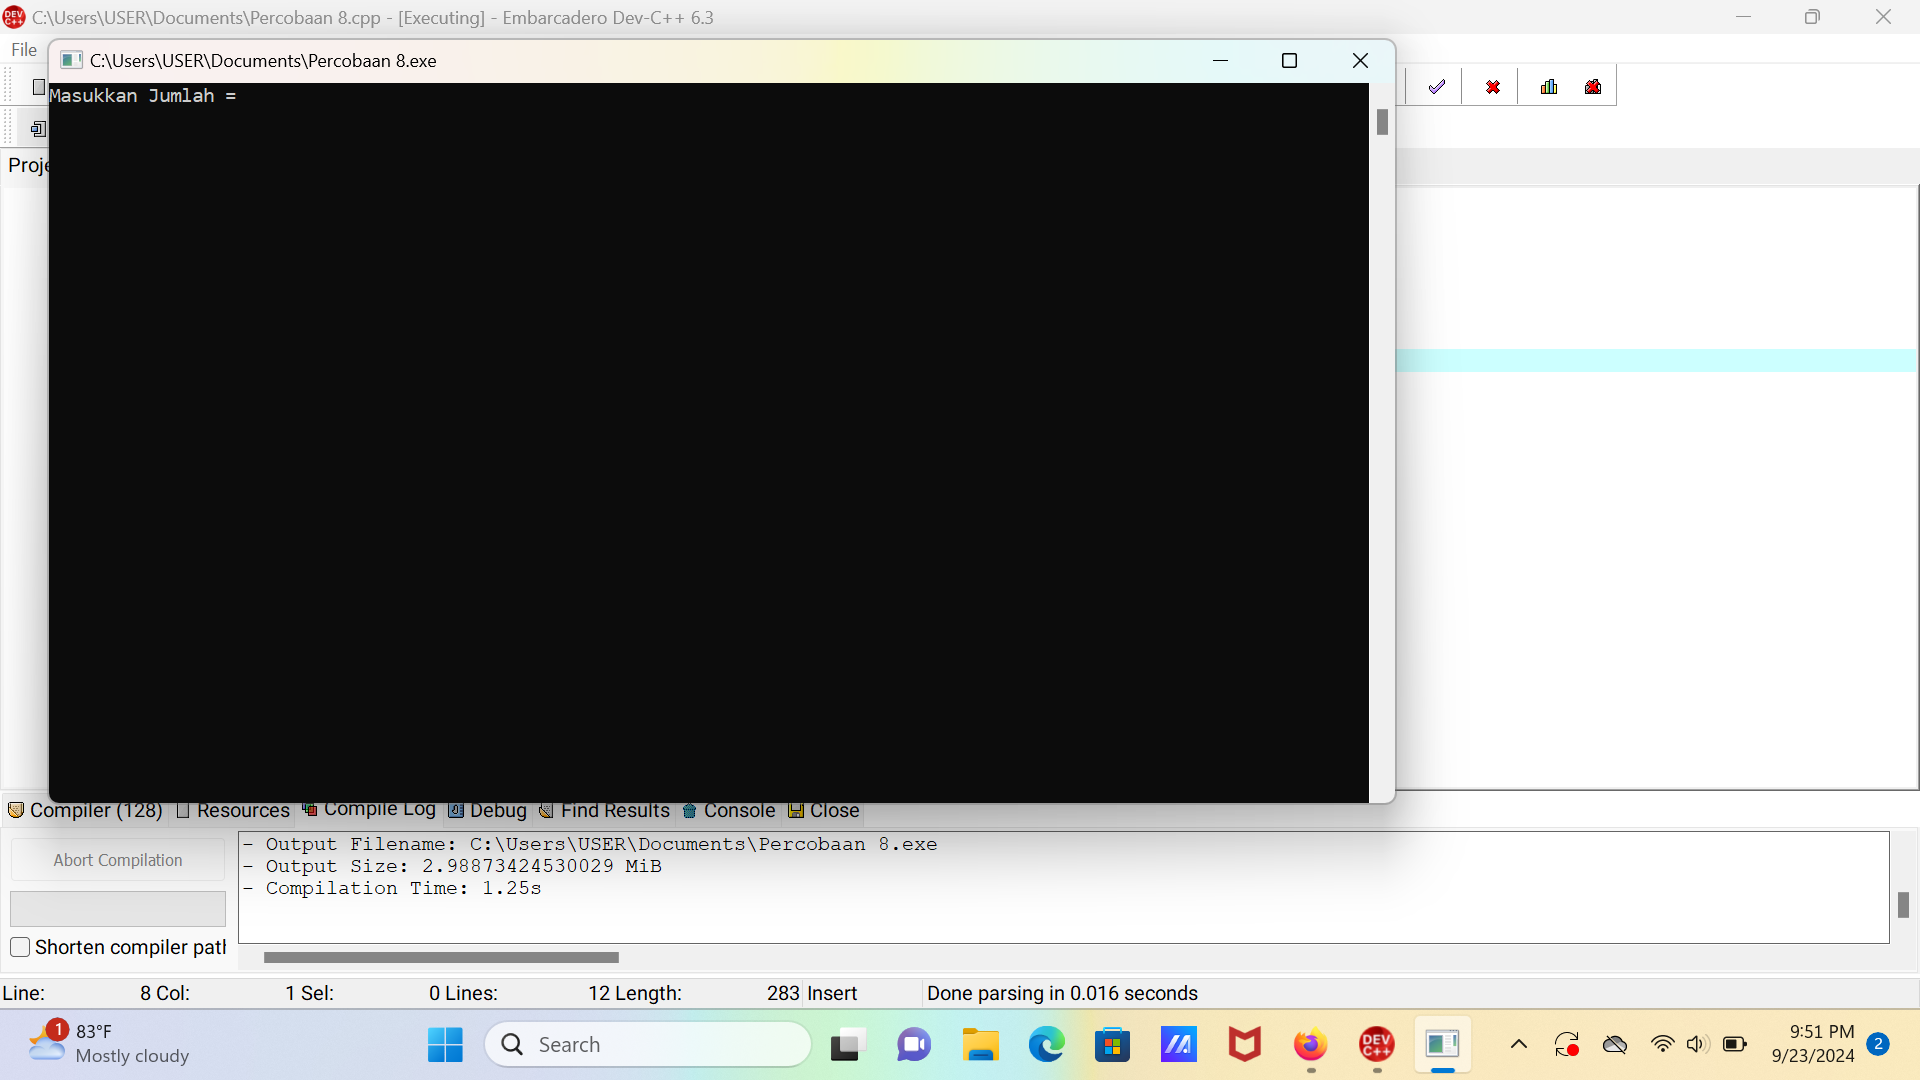 C:\Users\USER\Documents\Percobaan 8.cpp - [Executing] - Embarcadero Dev-C++ 6.3
File
C:\Users\USER\Documents\Percobaan 8.exe
Masukkan Jumlah =
Proje
Compiler (128) Resources Compile Log Debug Find Results Console Close
Abort Compilation
- Output Filename: C:\Users\USER\Documents\Percobaan 8.exe
- Output Size: 2.98873424530029 MiB
- Compilation Time: 1.25s
Shorten compiler path
Line: 8 Col: 1 Sel: 0 Lines: 12 Length: 283 Insert Done parsing in 0.016 seconds
1
83°F
Mostly cloudy
Search
DEV C++
9:51 PM
9/23/2024
2